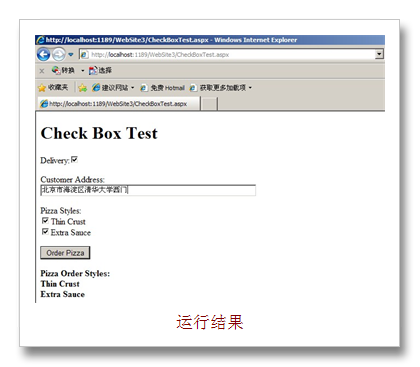 http://localhost:1189/WebSite3/CheckBoxTest.aspx - Windows Internet Explorer
http://localhost:1189/WebSite3/CheckBoxTest.aspx
x 转换 选择
收藏夹 建议网站 免费 Hotmail 获取更多附加项
http://localhost:1189/WebSite3/CheckBoxTest.aspx
Check Box Test
Delivery:
Customer Address:
北京市海淀区清华大学西门
Pizza Styles:
Thin Crust
Extra Sauce
Order Pizza
Pizza Order Styles:
Thin Crust
Extra Sauce
运行结果